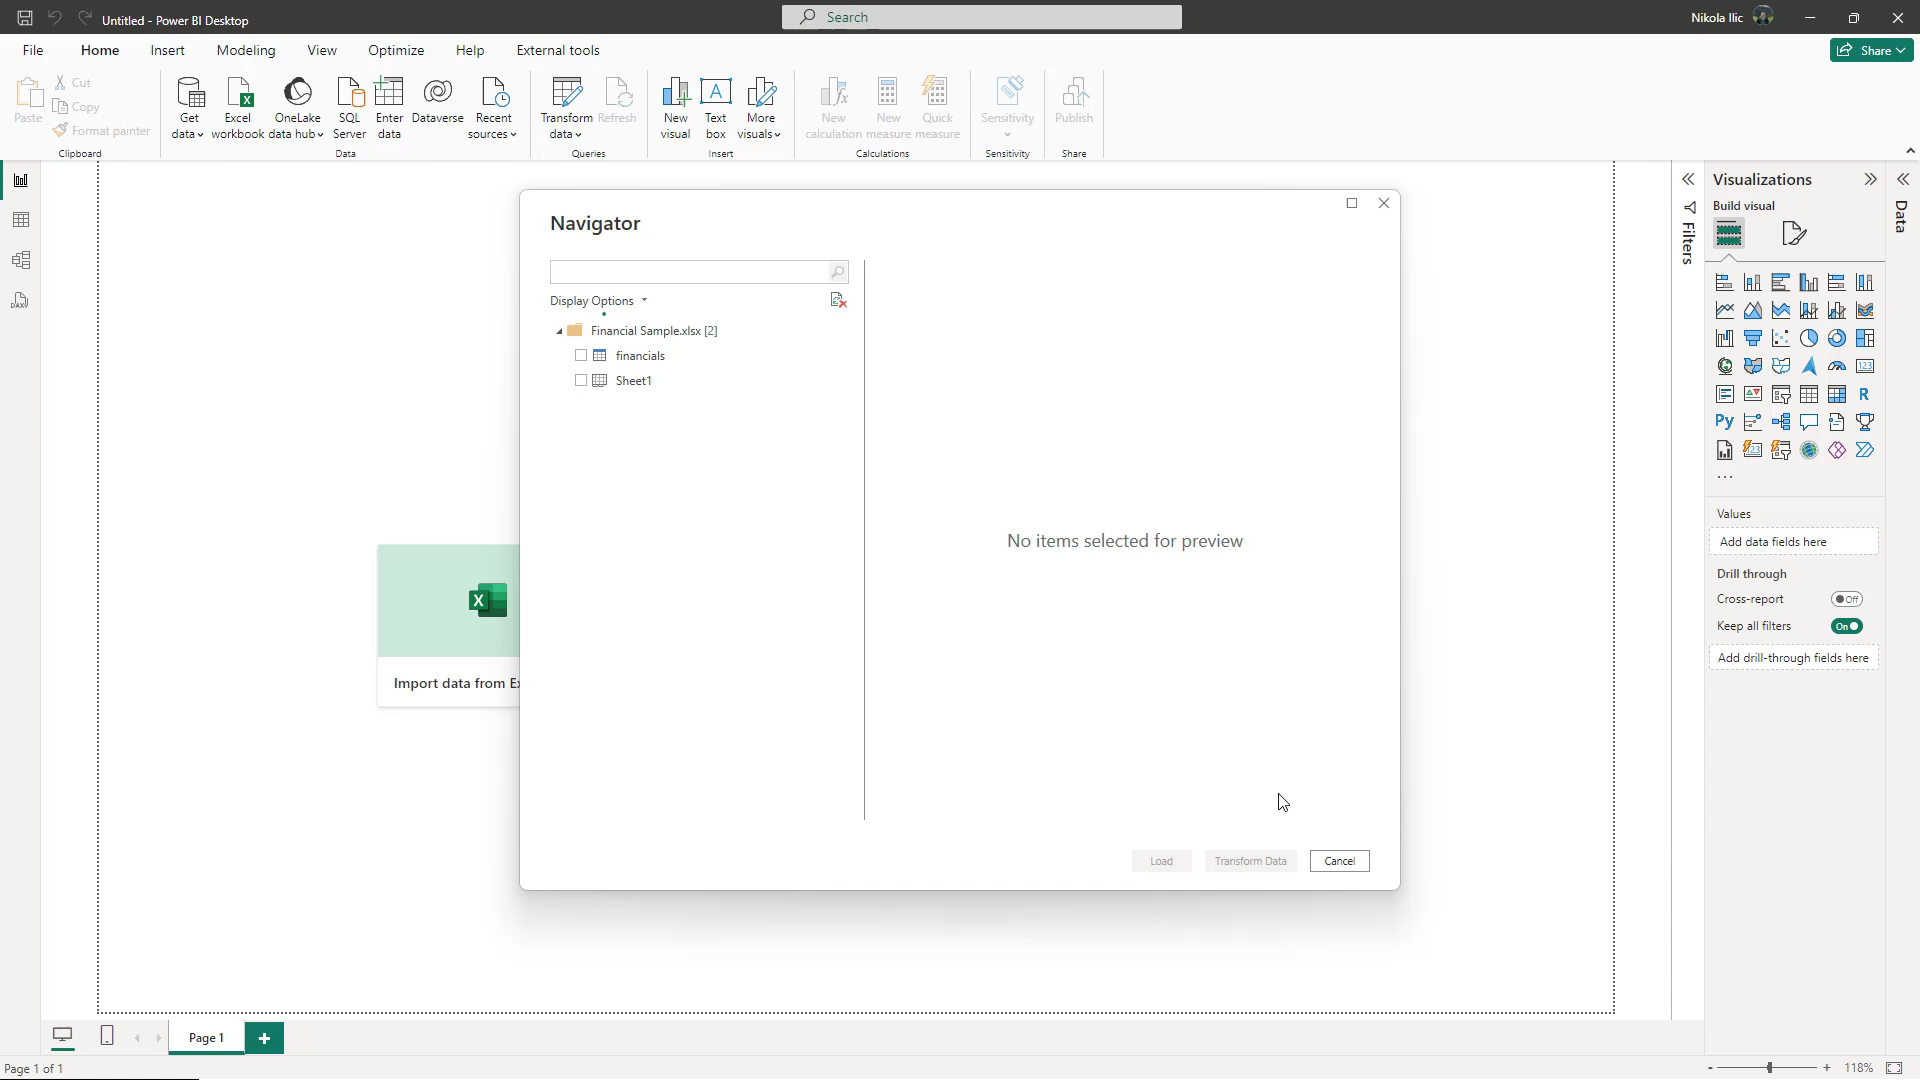 Untitled - Power BI Desktop
Search
Nikola Ilic
File Home Insert Modeling View Optimize Help External tools
Share
Paste
Cut
Copy
Format painter
Clipboard
Get data
Excel workbook
OneLake data hub
SQL Server
Enter data
Dataverse
Recent sources
Data
Transform data
Refresh
Queries
New visual
A
Text box
More visuals
Insert
New calculation
New measure
Quick measure
Calculations
Sensitivity
Sensitivity
Publish
Share
Navigator
Display Options
Financial Sample.xlsx [2]
financials
Sheet1
No items selected for preview
Load
Transform Data
Cancel
X
Import data from Ex
Filters
Visualizations
Build visual
123
R
Py
123
...
Values
Add data fields here
Drill through
Cross-report
Off
Keep all filters
On
Add drill-through fields here
Data
DAX
Page 1
+
Page 1 of 1
- + 118%